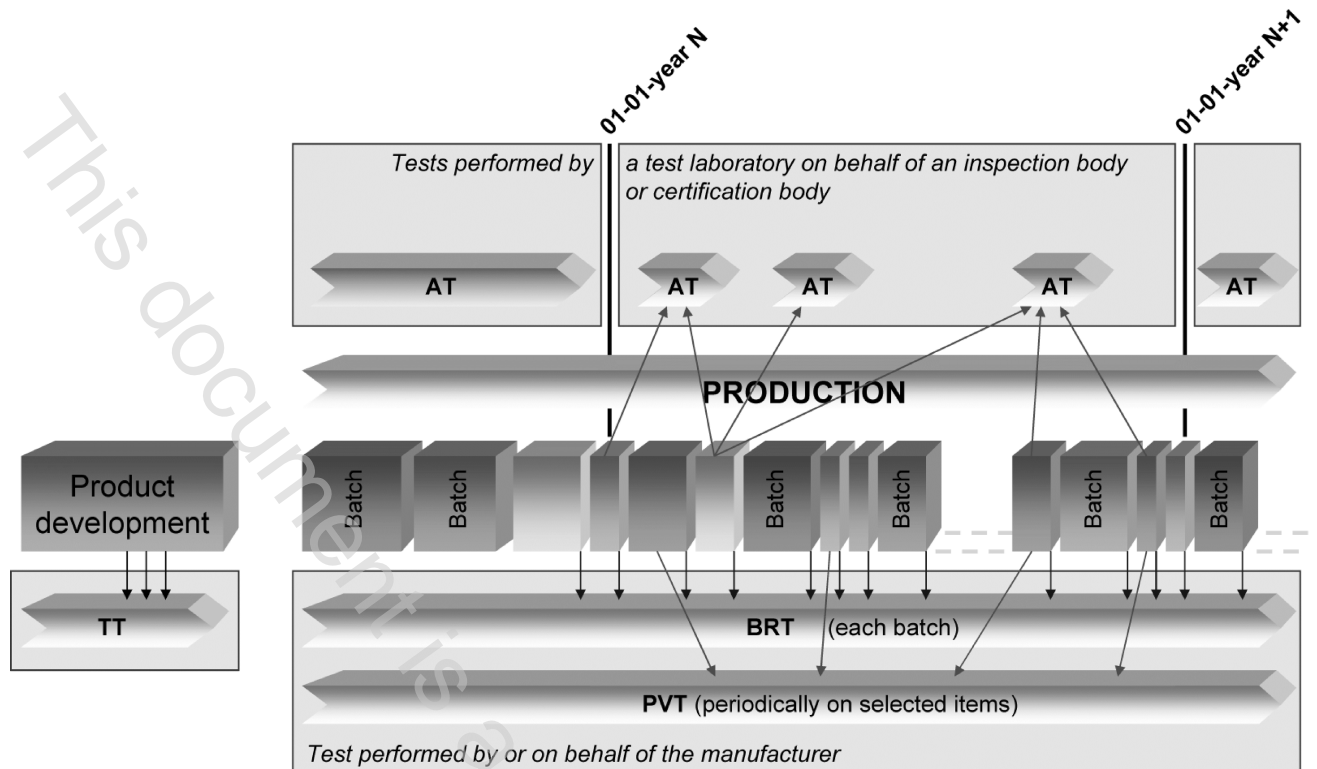 01-01-year N
01-01-year N+1
Tests performed by
a test laboratory on behalf of an inspection body
or certification body
AT
AT
AT
AT
AT
PRODUCTION
Product
development
Batch
Batch
Batch
Batch
Batch
Batch
TT
BRT (each batch)
PVT (periodically on selected items)
Test performed by or on behalf of the manufacturer
This document is a